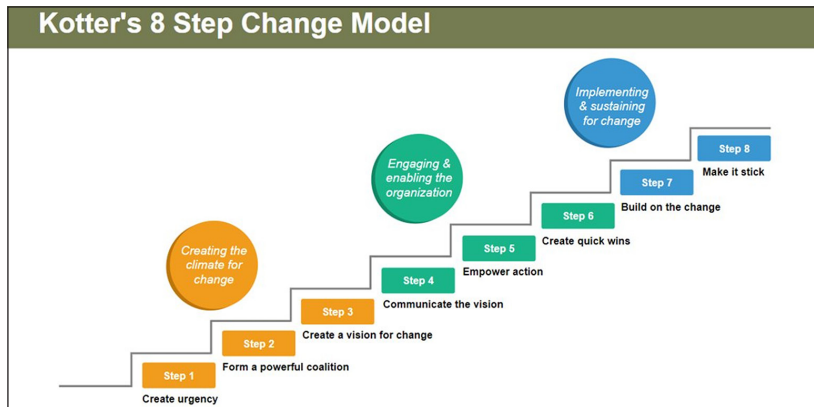 Kotter's 8 Step Change Model
Implementing
& sustaining
for change
Engaging &
enabling the
organization
Creating the
climate for
change
Step 8
Make it stick
Step 7
Build on the change
Step 6
Create quick wins
Step 5
Empower action
Step 4
Communicate the vision
Step 3
Create a vision for change
Step 2
Form a powerful coalition
Step 1
Create urgency